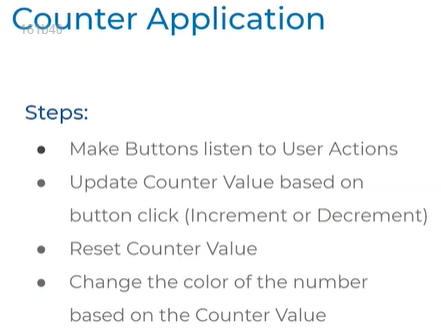 Counter Application
161b40
Steps:
• Make Buttons listen to User Actions
• Update Counter Value based on
button click (Increment or Decrement)
• Reset Counter Value
• Change the color of the number
based on the Counter Value